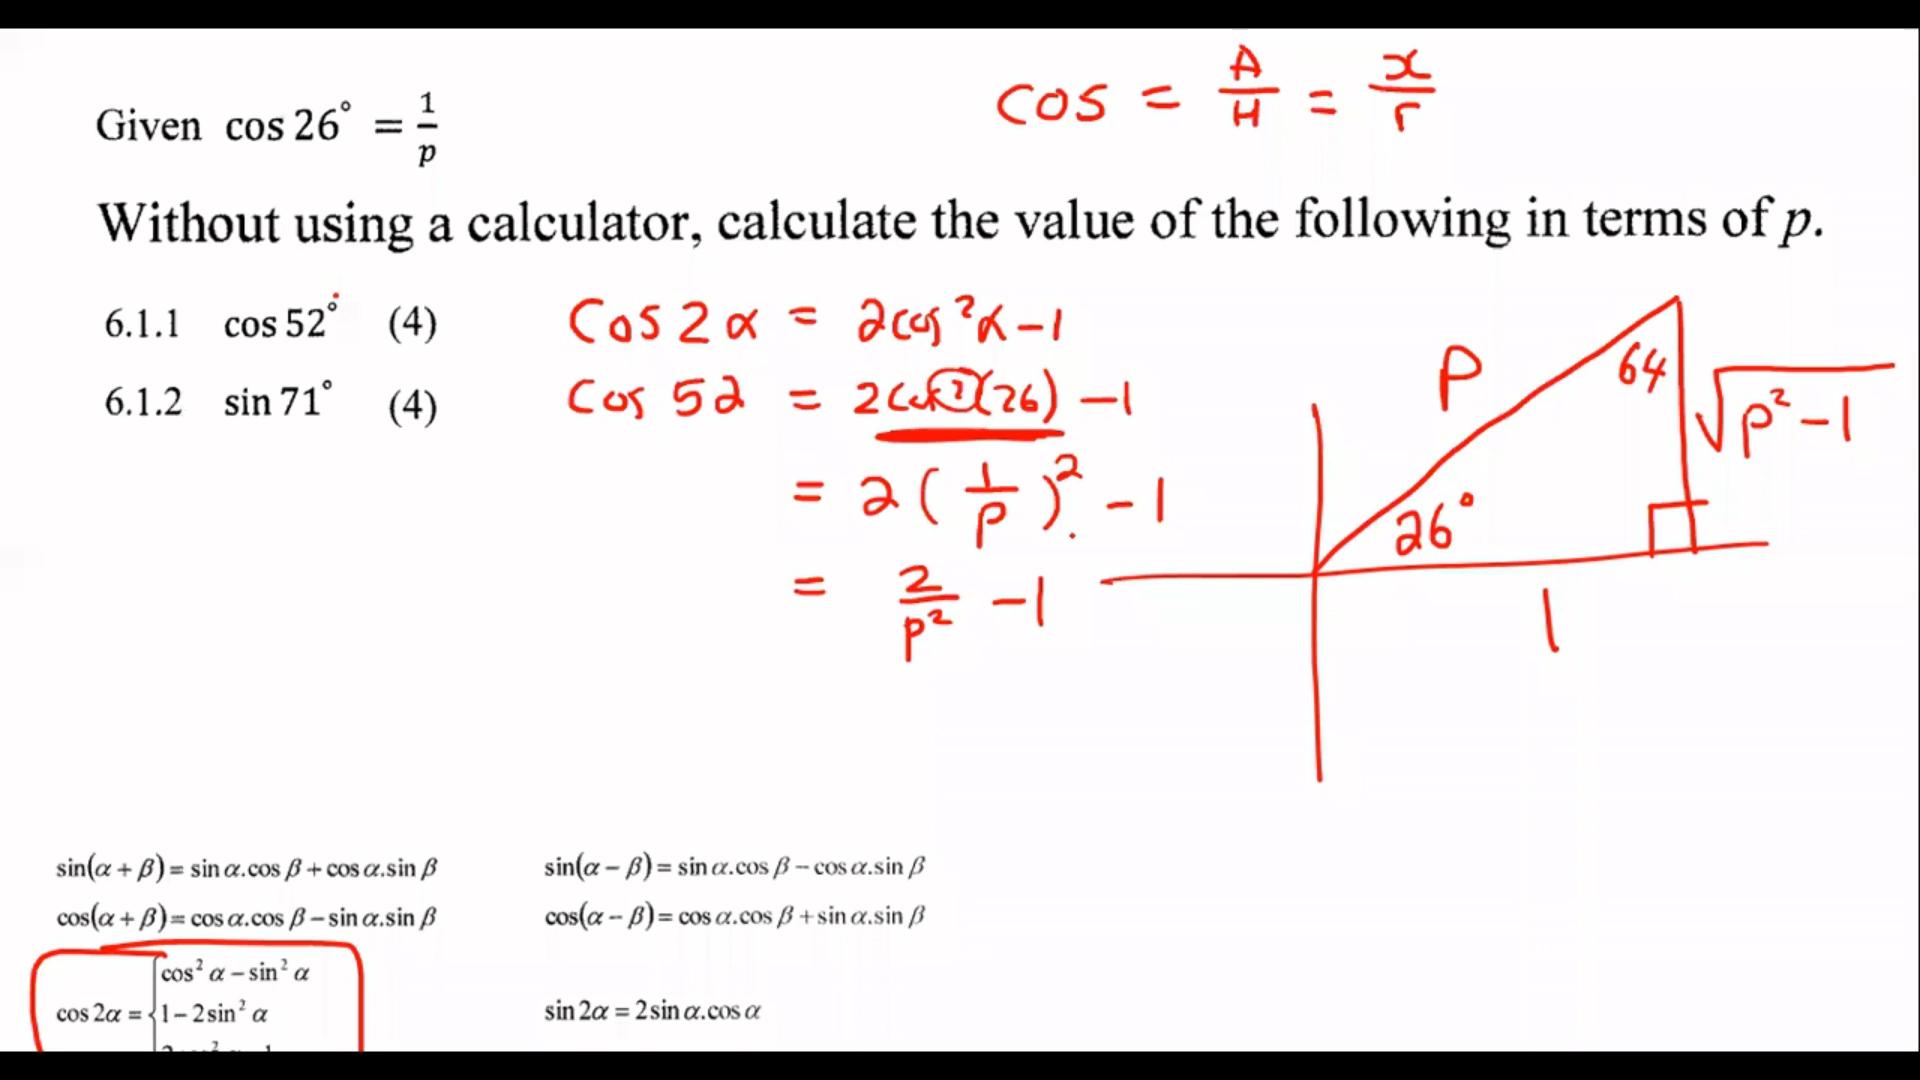 Given cos 26° = 1/p
cos = A/H = x/r
Without using a calculator, calculate the value of the following in terms of p.
6.1.1 cos 52° (4)
6.1.2 sin 71° (4)
Cos 2α = 2cos²α - 1
Cos 52 = 2cos²(26) - 1
= 2(1/p)² - 1
= 2/p² - 1
P
64
√p² - 1
26°
1
sin(α + β) = sin α.cos β + cos α.sin β
sin(α − β) = sin α.cos β − cos α.sin β
cos(α + β) = cos α.cos β − sin α.sin β
cos(α − β) = cos α.cos β + sin α.sin β
cos 2α = { cos² α − sin² α
1 − 2 sin² α
sin 2α = 2 sin α.cos α